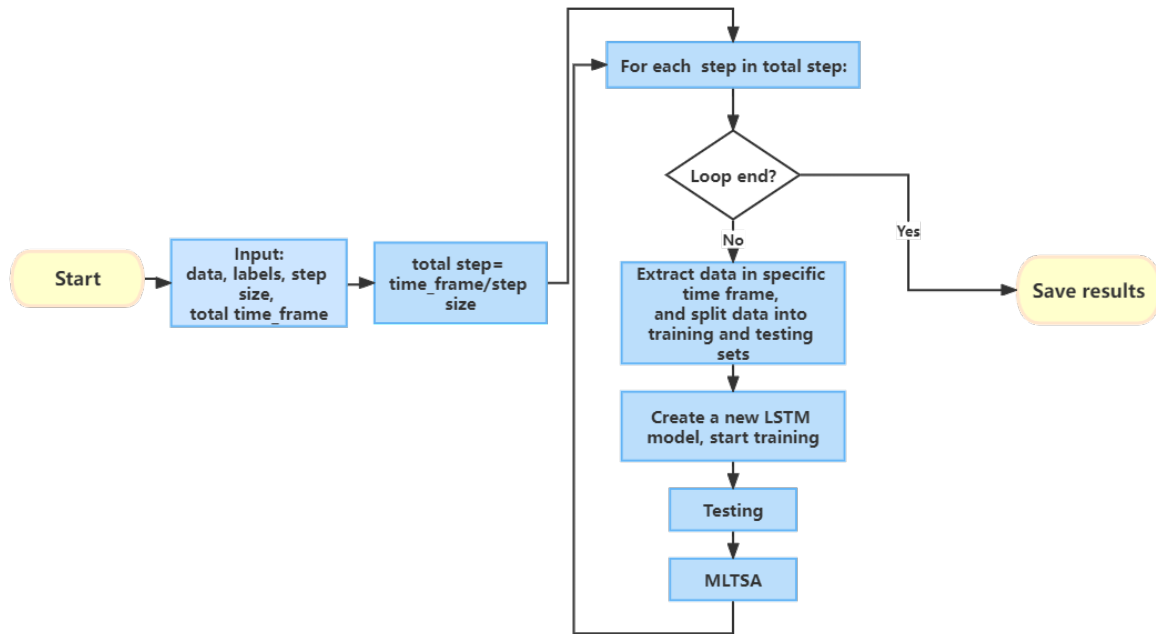 Start
Input:
data, labels, step
size,
total time_frame
total step=
time_frame/step
size
For each  step in total step:
Loop end?
No
Yes
Extract data in specific
time frame,
and split data into
training and testing
sets
Create a new LSTM
model, start training
Testing
MLTSA
Save results